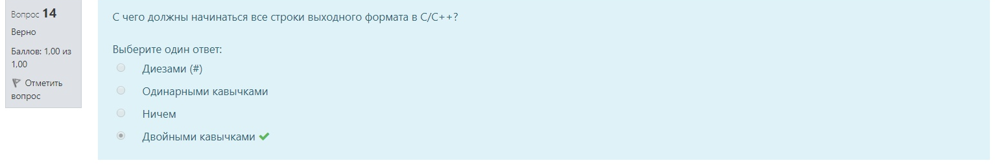 Вопрос 14
Верно
Баллов: 1,00 из
1,00
Отметить
вопрос
С чего должны начинаться все строки выходного формата в С/С++?
Выберите один ответ:
Диезами (#)
Одинарными кавычками
Ничем
Двойными кавычками